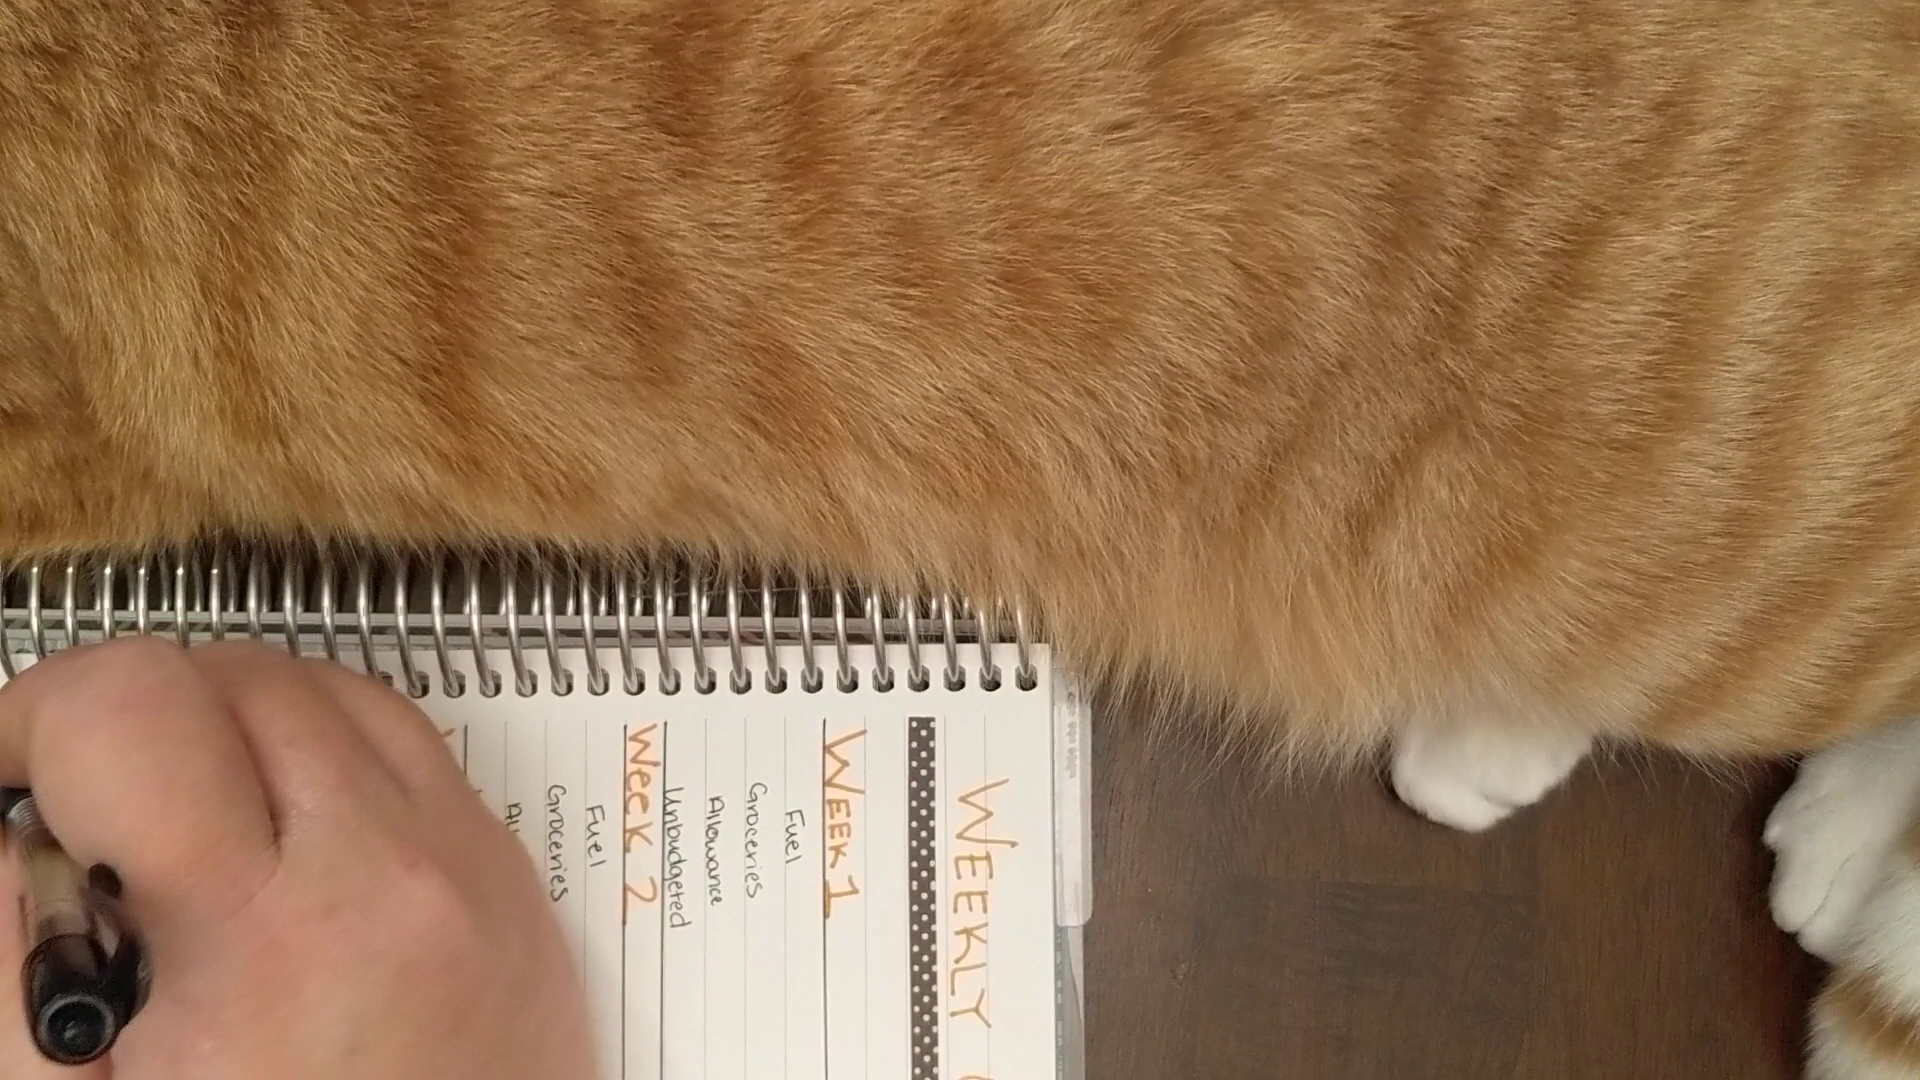 WEEKLY
WEEK 1
Fuel
Groceries
Allowance
Unbudgeted
Week 2
Fuel
Groceries